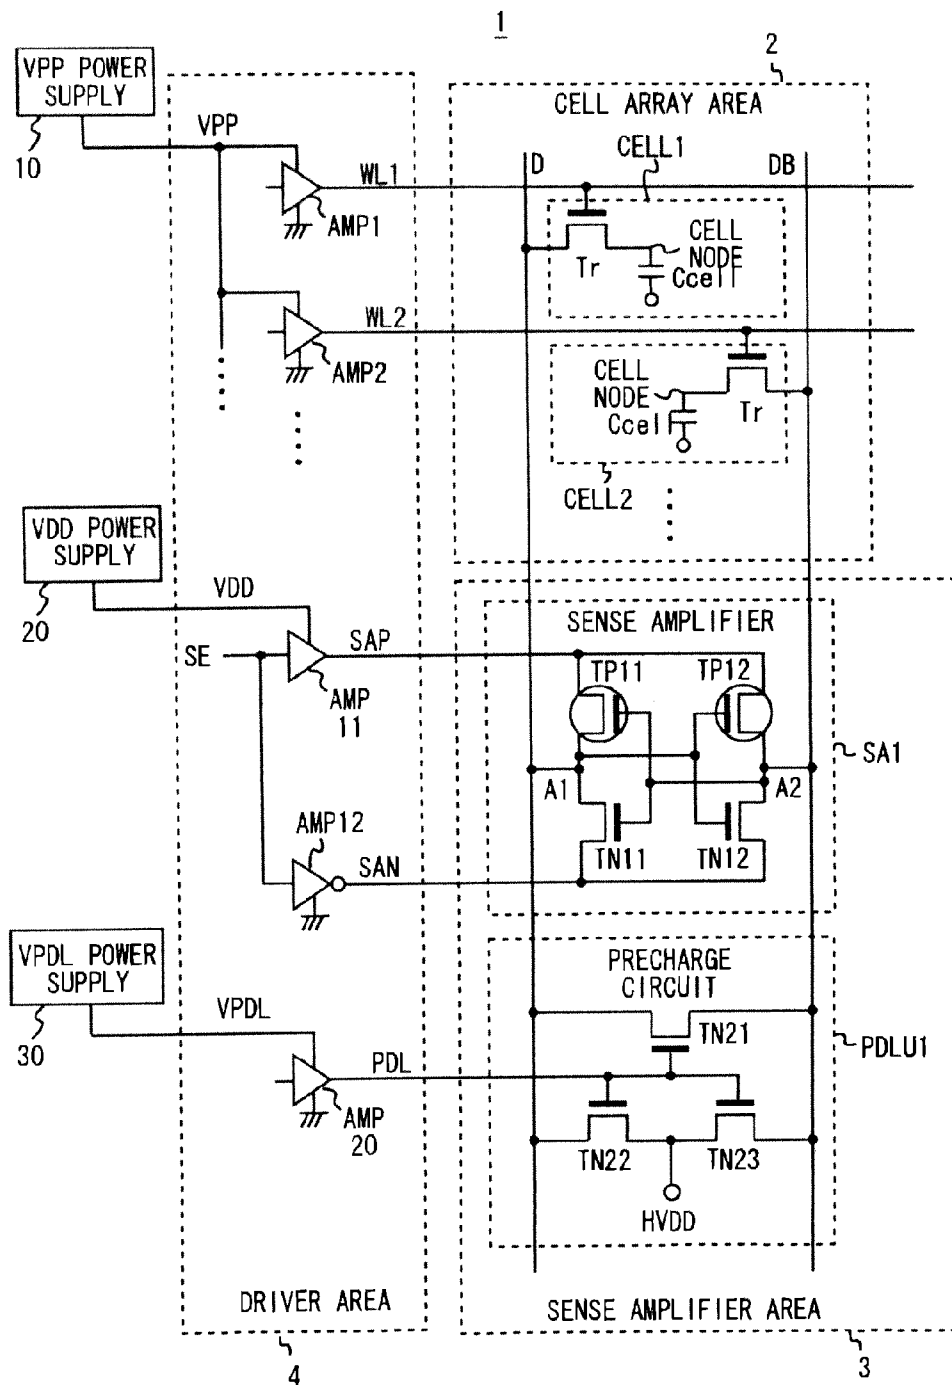 1
VPP POWER
SUPPLY
10
VPP
AMP1
WL1
AMP2
WL2
2
CELL ARRAY AREA
CELL1
D
DB
Tr
CELL
NODE
Ccell
CELL
NODE
Ccell
Tr
CELL2
VDD POWER
SUPPLY
20
VDD
SE
SAP
AMP
11
AMP12
SAN
SENSE AMPLIFIER
TP11
TP12
A1
A2
TN11
TN12
SA1
VPDL POWER
SUPPLY
30
VPDL
PDL
AMP
20
PRECHARGE
CIRCUIT
TN21
TN22
TN23
HVDD
PDLU1
DRIVER AREA
4
SENSE AMPLIFIER AREA
3